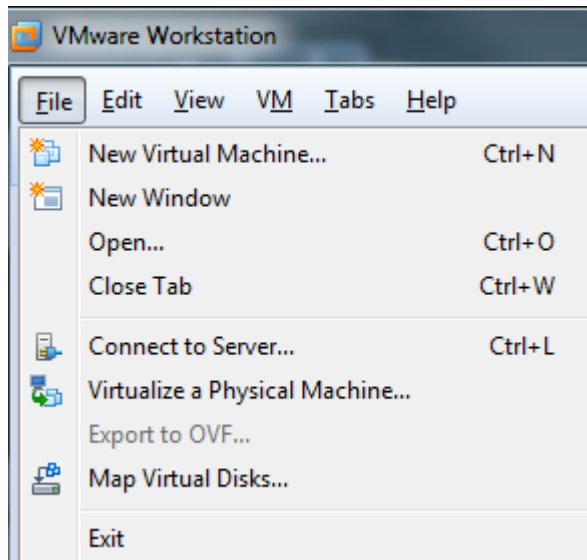 VMware Workstation
File Edit View VM Tabs Help
New Virtual Machine... Ctrl+N
New Window
Open... Ctrl+O
Close Tab Ctrl+W
Connect to Server... Ctrl+L
Virtualize a Physical Machine...
Export to OVF...
Map Virtual Disks...
Exit